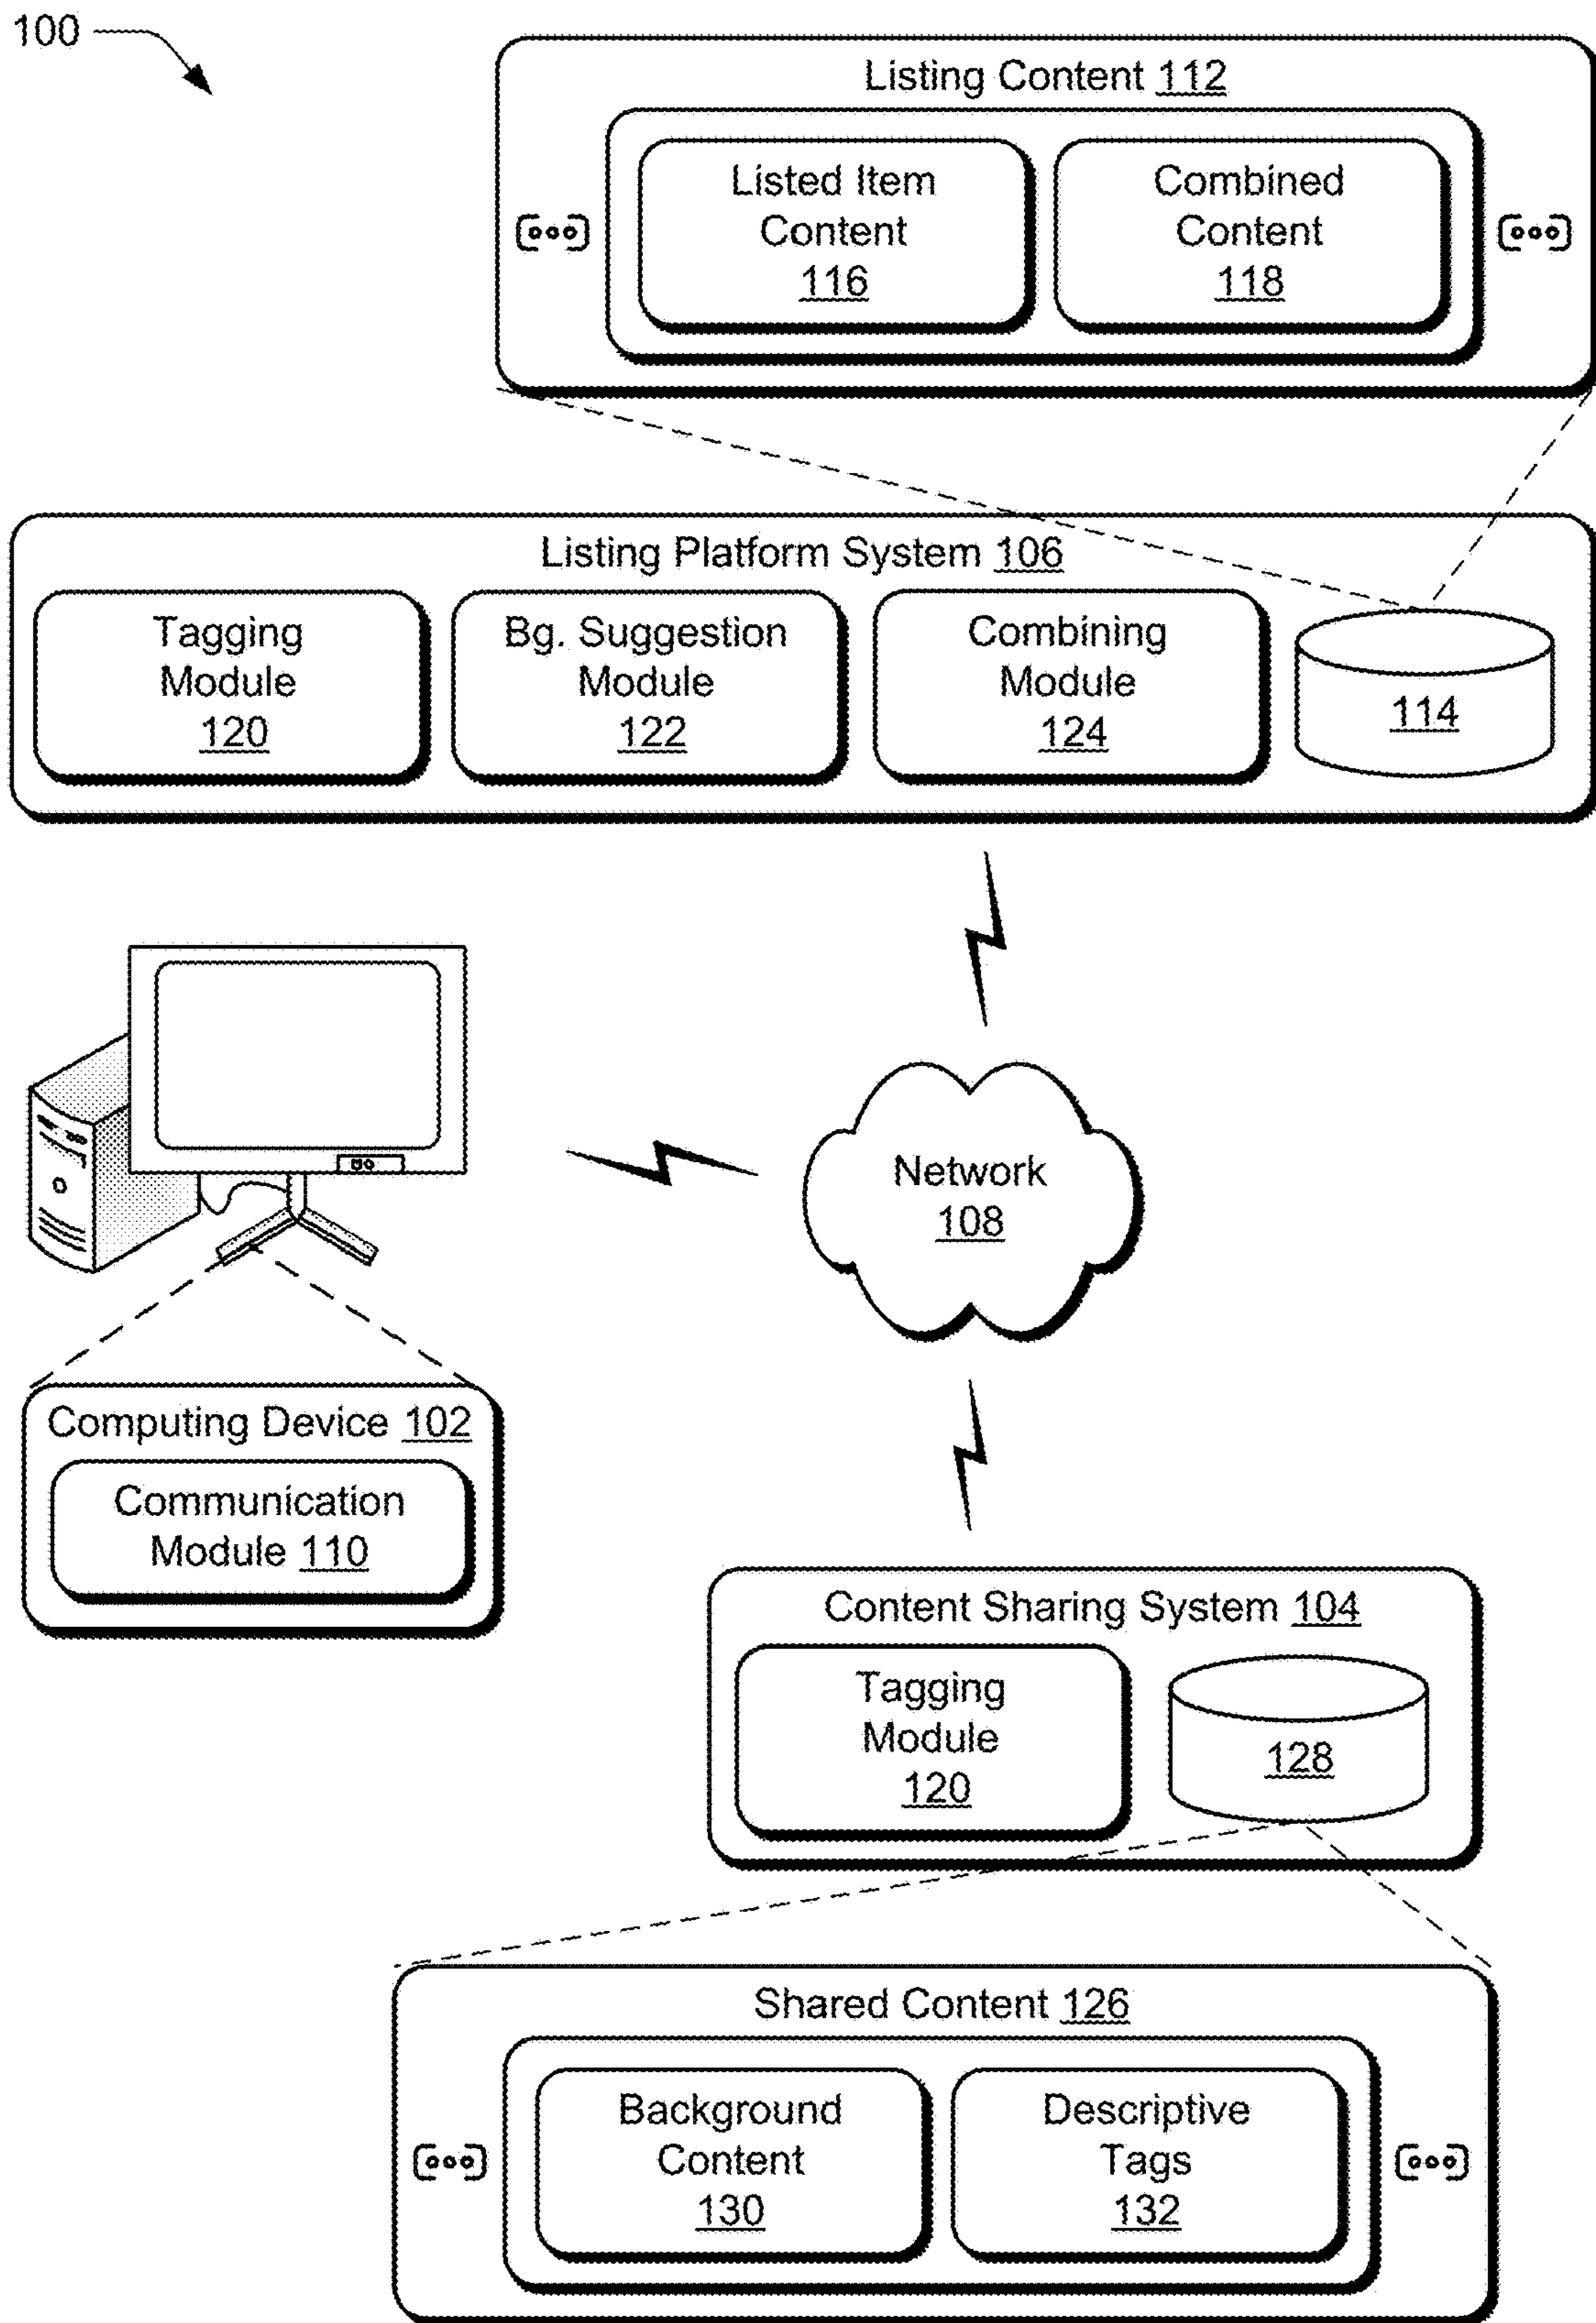 100
Listing Content 112
Listed Item
Content
116
Combined
Content
118
Listing Platform System 106
Tagging
Module
120
Bg. Suggestion
Module
122
Combining
Module
124
114
Network
108
Computing Device 102
Communication
Module 110
Content Sharing System 104
Tagging
Module
120
128
Shared Content 126
Background
Content
130
Descriptive
Tags
132